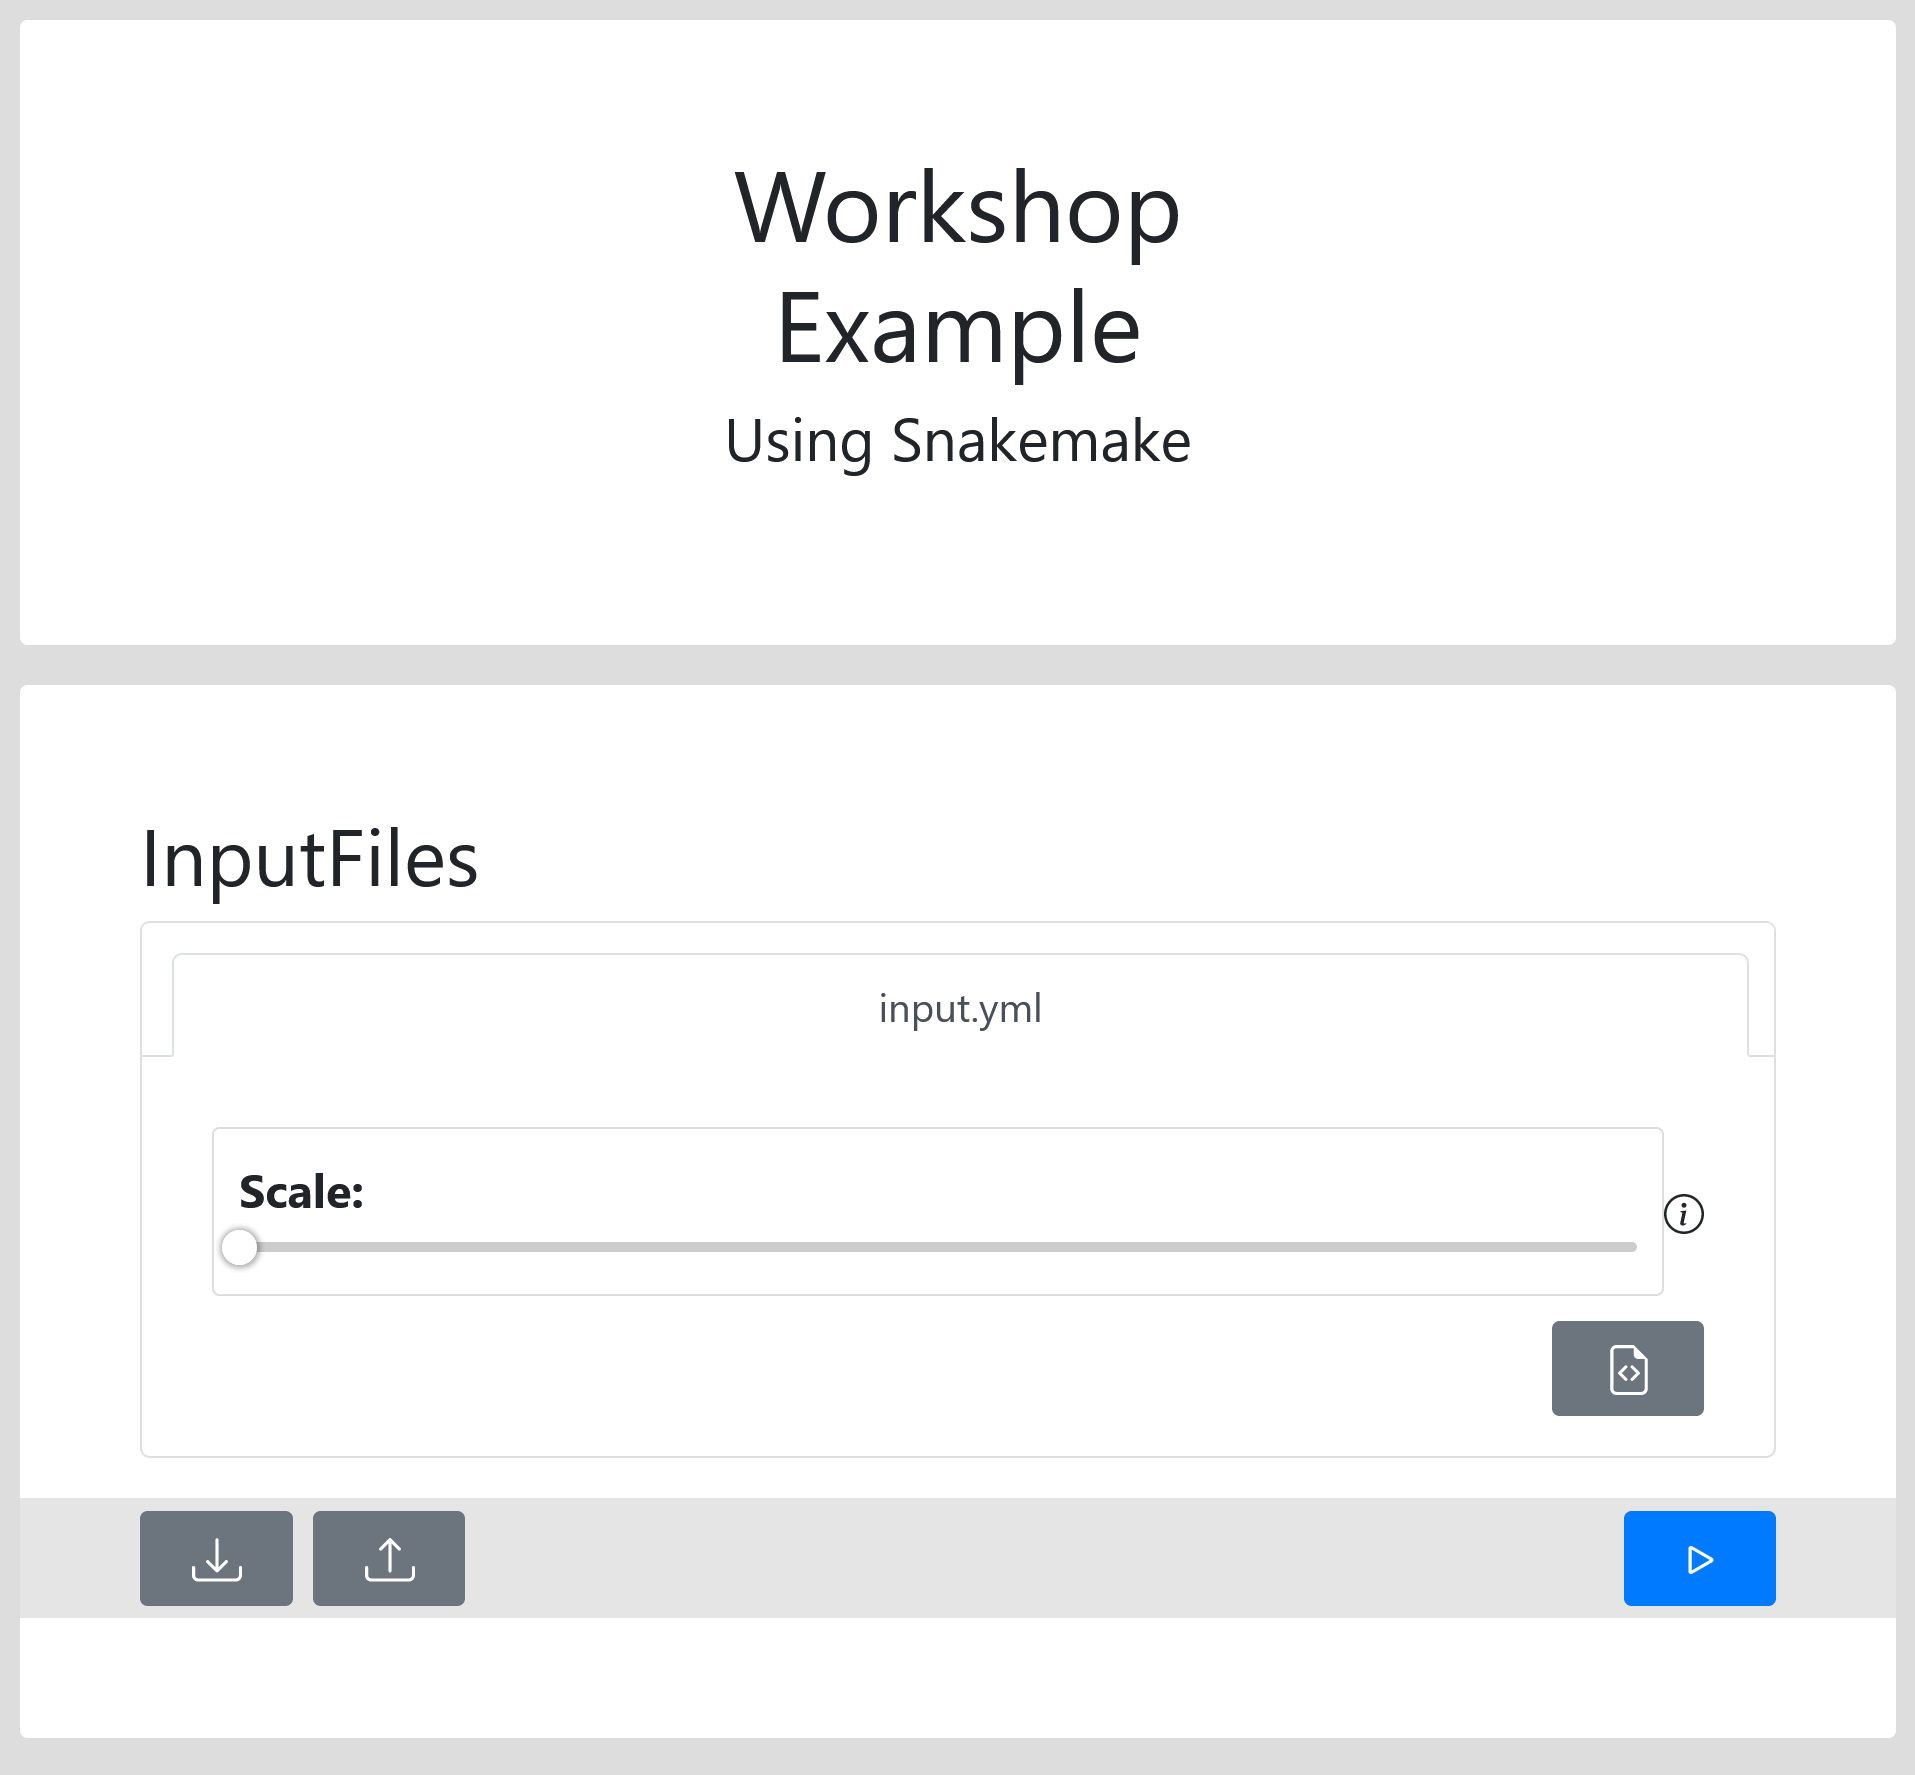 Workshop
Example
Using Snakemake
InputFiles
input.yml
Scale: